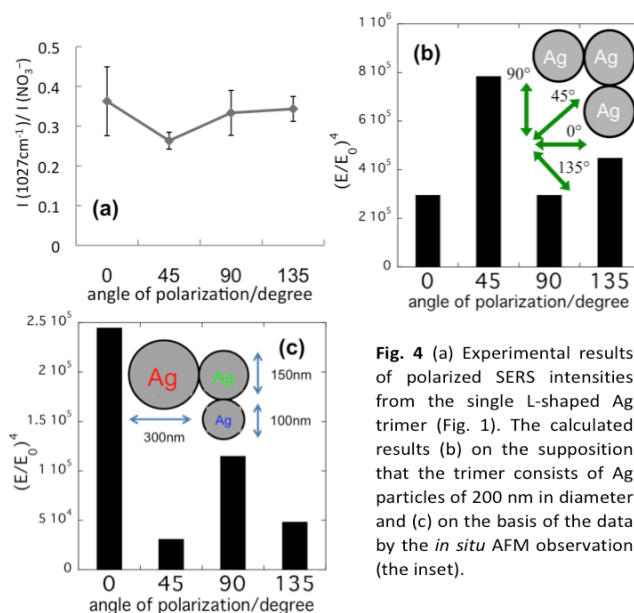 I (1027cm⁻¹)/ I (NO₃⁻)
0.5
0.4
0.3
0.2
0.1
0
(a)
0 45 90 135
angle of polarization/degree
(E/E₀)⁴
1 10⁶
8 10⁵
6 10⁵
4 10⁵
2 10⁵
0
(b)
Ag Ag
Ag
90°
45°
0°
135°
0 45 90 135
angle of polarization/degree
(E/E₀)⁴
2.5 10⁵
2 10⁵
1.5 10⁵
1 10⁵
5 10⁴
0
(c)
Ag Ag
Ag
150nm
100nm
300nm
0 45 90 135
angle of polarization/degree
Fig. 4 (a) Experimental results
of polarized SERS intensities
from the single L-shaped Ag
trimer (Fig. 1). The calculated
results (b) on the supposition
that the trimer consists of Ag
particles of 200 nm in diameter
and (c) on the basis of the data
by the in situ AFM observation
(the inset).